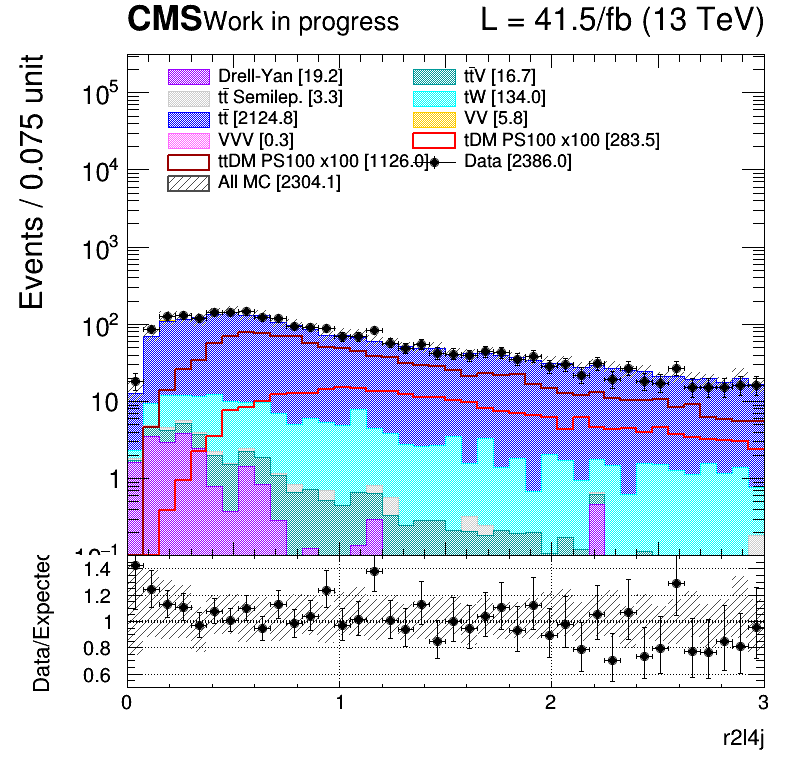 CMS Work in progress L = 41.5/fb (13 TeV)
Events / 0.075 unit
Drell-Yan [19.2] tt̄V [16.7]
tt̄ Semilep. [3.3] tW [134.0]
tt̄ [2124.8] VV [5.8]
VVV [0.3] tDM PS100 x100 [283.5]
ttDM PS100 x100 [1126.0] Data [2386.0]
All MC [2304.1]
10⁵
10⁴
10³
10²
10
1
10⁻¹
Data/Expected
1.4
1.2
1
0.8
0.6
0 1 2 3
r2l4j